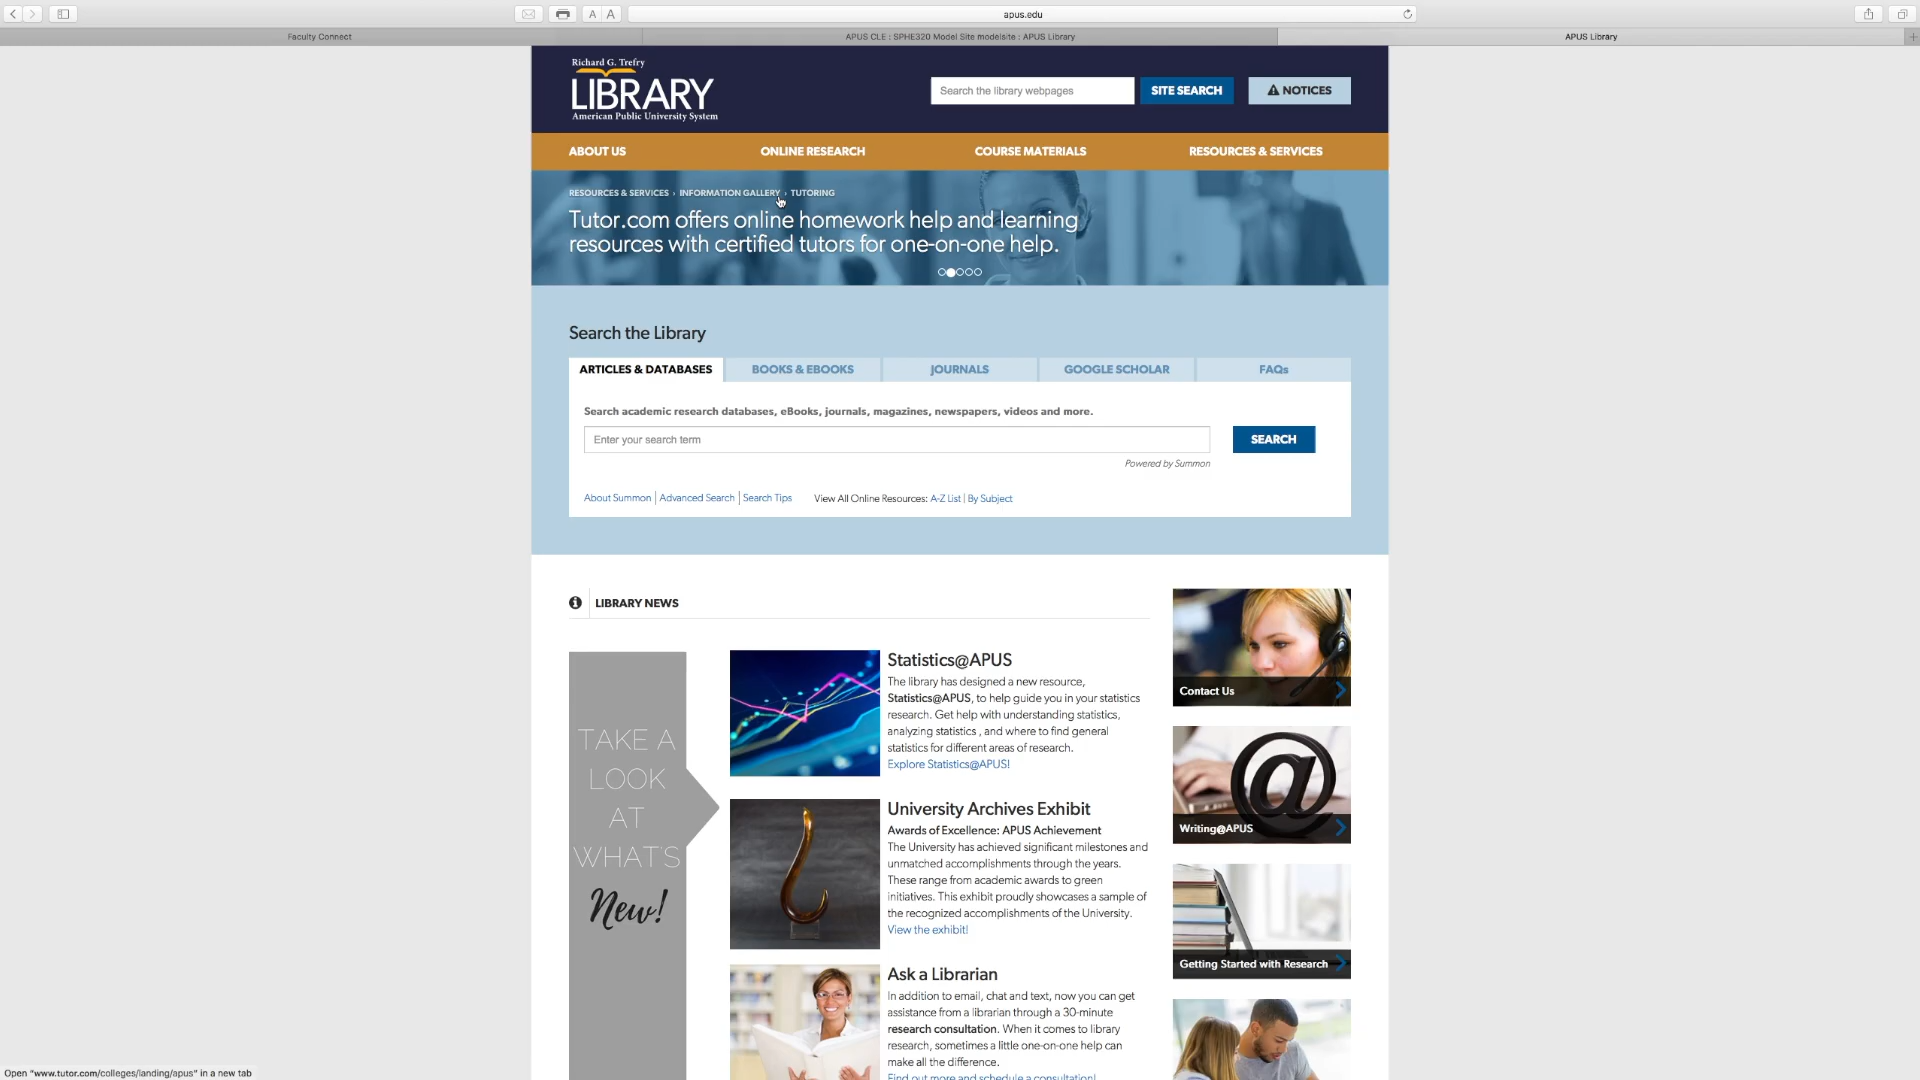 A A
apus.edu
Faculty Connect
APUS CLE : SPHE320 Model Site modelsite : APUS Library
APUS Library
Richard G. Trefry
LIBRARY
American Public University System
Search the library webpages
SITE SEARCH
NOTICES
ABOUT US
ONLINE RESEARCH
COURSE MATERIALS
RESOURCES & SERVICES
RESOURCES & SERVICES › INFORMATION GALLERY › TUTORING
Tutor.com offers online homework help and learning
resources with certified tutors for one-on-one help.
Search the Library
ARTICLES & DATABASES
BOOKS & EBOOKS
JOURNALS
GOOGLE SCHOLAR
FAQs
Search academic research databases, eBooks, journals, magazines, newspapers, videos and more.
Enter your search term
SEARCH
Powered by Summon
About Summon | Advanced Search | Search Tips
View All Online Resources: A-Z List | By Subject
LIBRARY NEWS
TAKE A
LOOK
AT
WHAT'S
New!
Statistics@APUS
The library has designed a new resource,
Statistics@APUS, to help guide you in your statistics
research. Get help with understanding statistics,
analyzing statistics , and where to find general
statistics for different areas of research.
Explore Statistics@APUS!
University Archives Exhibit
Awards of Excellence: APUS Achievement
The University has achieved significant milestones and
unmatched accomplishments through the years.
These range from academic awards to green
initiatives. This exhibit proudly showcases a sample of
the recognized accomplishments of the University.
View the exhibit!
Ask a Librarian
In addition to email, chat and text, now you can get
assistance from a librarian through a 30-minute
research consultation. When it comes to library
research, sometimes a little one-on-one help can
make all the difference.
Find out more and schedule a consultation!
Contact Us
Writing@APUS
Getting Started with Research
Open "www.tutor.com/colleges/landing/apus" in a new tab